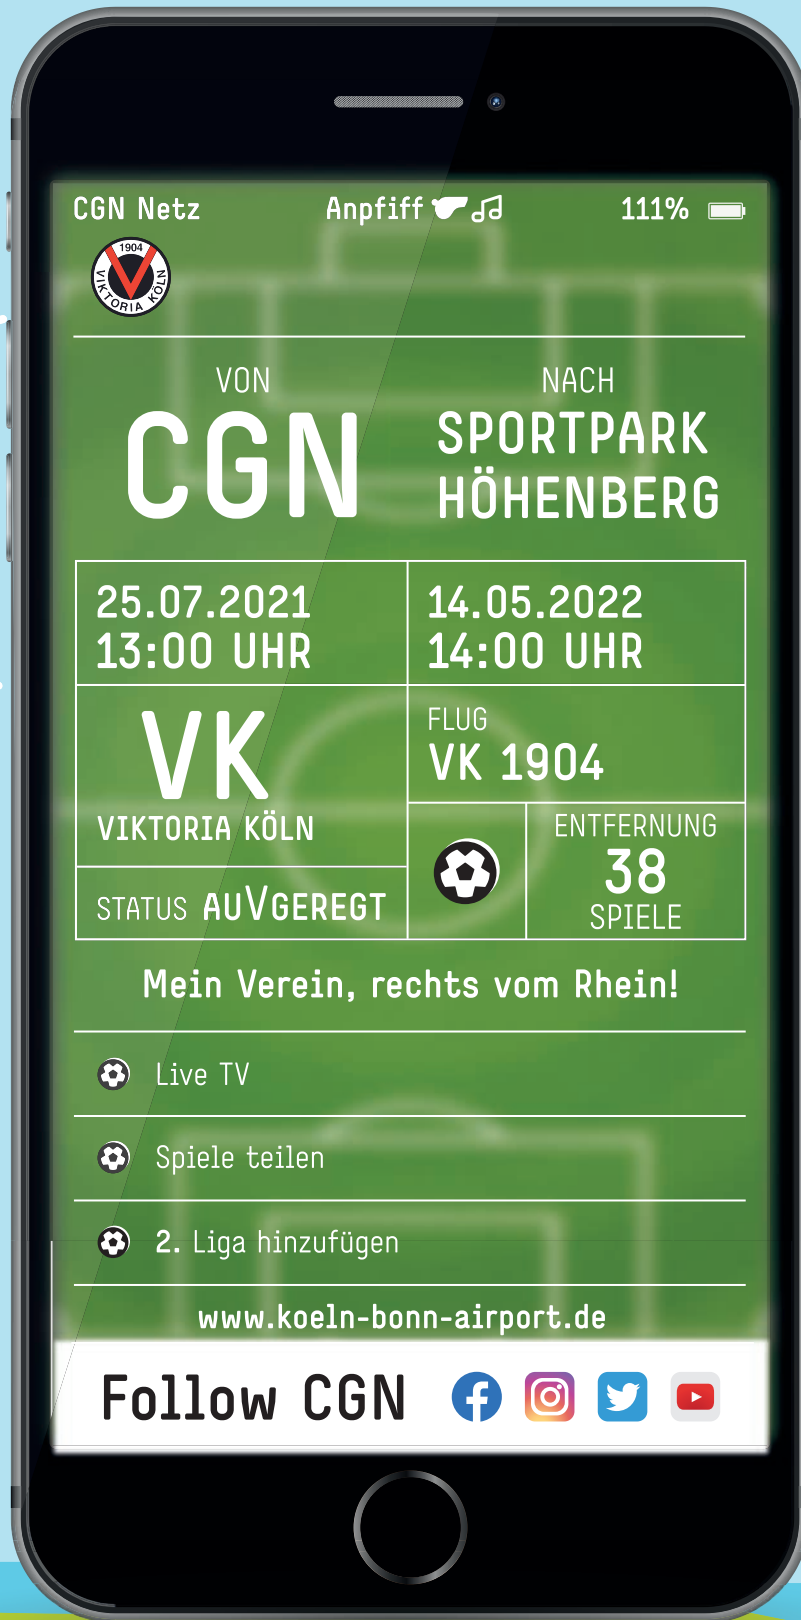 CGN Netz Anpfiff 111%
1904
VIKTORIA KÖLN
VON
CGN
NACH
SPORTPARK
HÖHENBERG
25.07.2021
13:00 UHR
14.05.2022
14:00 UHR
VK
VIKTORIA KÖLN
FLUG
VK 1904
STATUS AUVGEREGT
ENTFERNUNG
38
SPIELE
Mein Verein, rechts vom Rhein!
Live TV
Spiele teilen
2. Liga hinzufügen
www.koeln-bonn-airport.de
Follow CGN